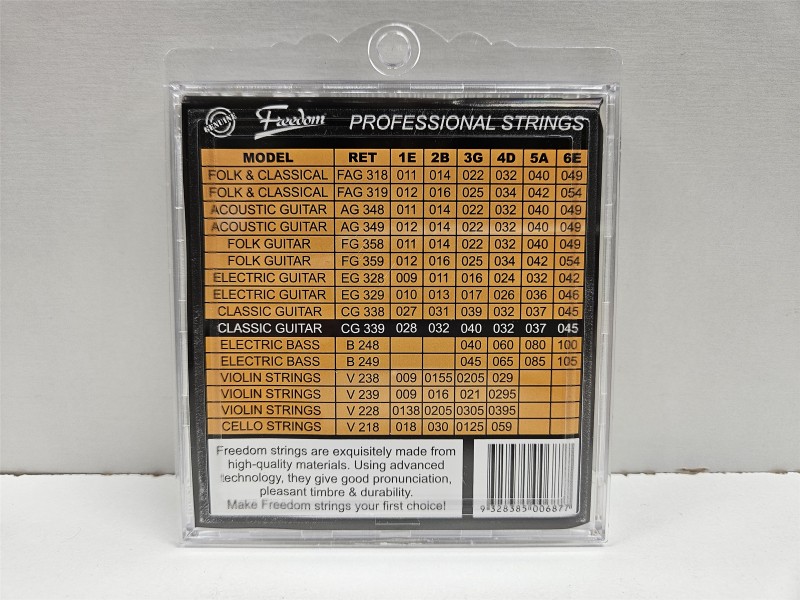 GENUINE Freedom PROFESSIONAL STRINGS
MODEL RET 1E 2B 3G 4D 5A 6E
FOLK & CLASSICAL FAG 318 011 014 022 032 040 049
FOLK & CLASSICAL FAG 319 012 016 025 034 042 054
ACOUSTIC GUITAR AG 348 011 014 022 032 040 049
ACOUSTIC GUITAR AG 349 012 014 022 032 040 049
FOLK GUITAR FG 358 011 014 022 032 040 049
FOLK GUITAR FG 359 012 016 025 034 042 054
ELECTRIC GUITAR EG 328 009 011 016 024 032 042
ELECTRIC GUITAR EG 329 010 013 017 026 036 046
CLASSIC GUITAR CG 338 027 031 039 032 037 045
CLASSIC GUITAR CG 339 028 032 040 032 037 045
ELECTRIC BASS B 248 040 060 080 100
ELECTRIC BASS B 249 045 065 085 105
VIOLIN STRINGS V 238 009 0155 0205 029
VIOLIN STRINGS V 239 009 016 021 0295
VIOLIN STRINGS V 228 0138 0205 0305 0395
CELLO STRINGS V 218 018 030 0125 059
Freedom strings are exquisitely made from
high-quality materials. Using advanced
technology, they give good pronunciation,
pleasant timbre & durability.
Make Freedom strings your first choice!
9 328385 006877